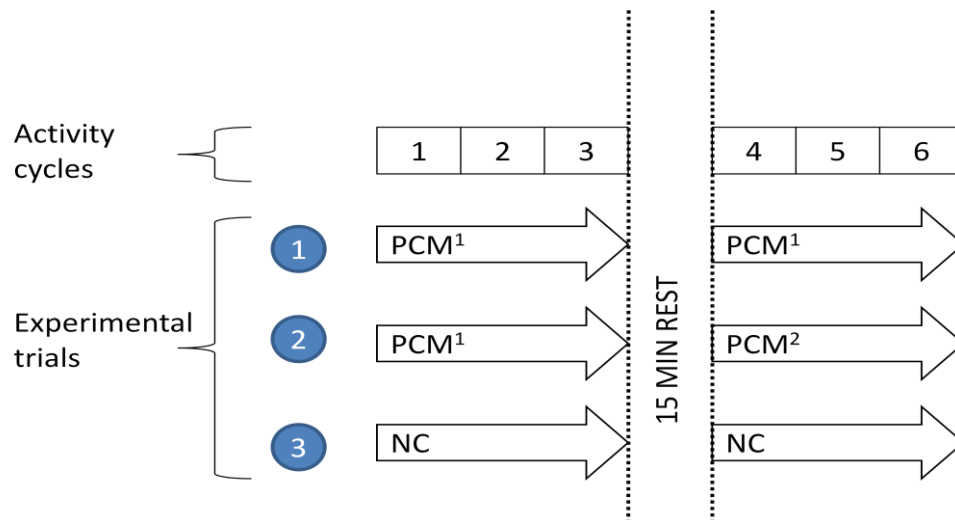 Activity
cycles
1 2 3 4 5 6
1 PCM¹ PCM¹
Experimental
trials
2 PCM¹ PCM²
3 NC NC
15 MIN REST